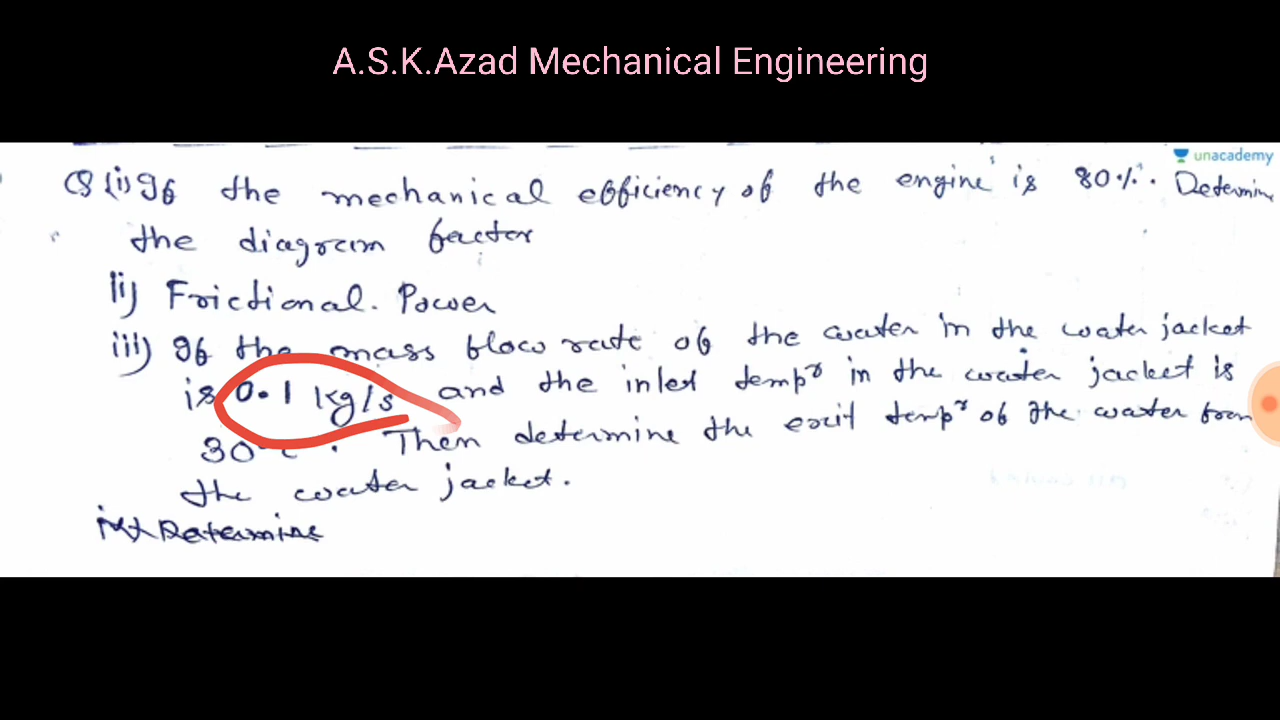 A.S.K.Azad Mechanical Engineering
unacademy
Q (i) If the mechanical efficiency of the engine is 80%. Determine
the diagram factor
ii) Frictional. Power
iii) If the mass flow rate of the water in the water jacket
is 0.1 kg/s and the inlet tempr in the water jacket is
30°C. Then determine the exit tempr of the water from
the water jacket.
iv) Determine